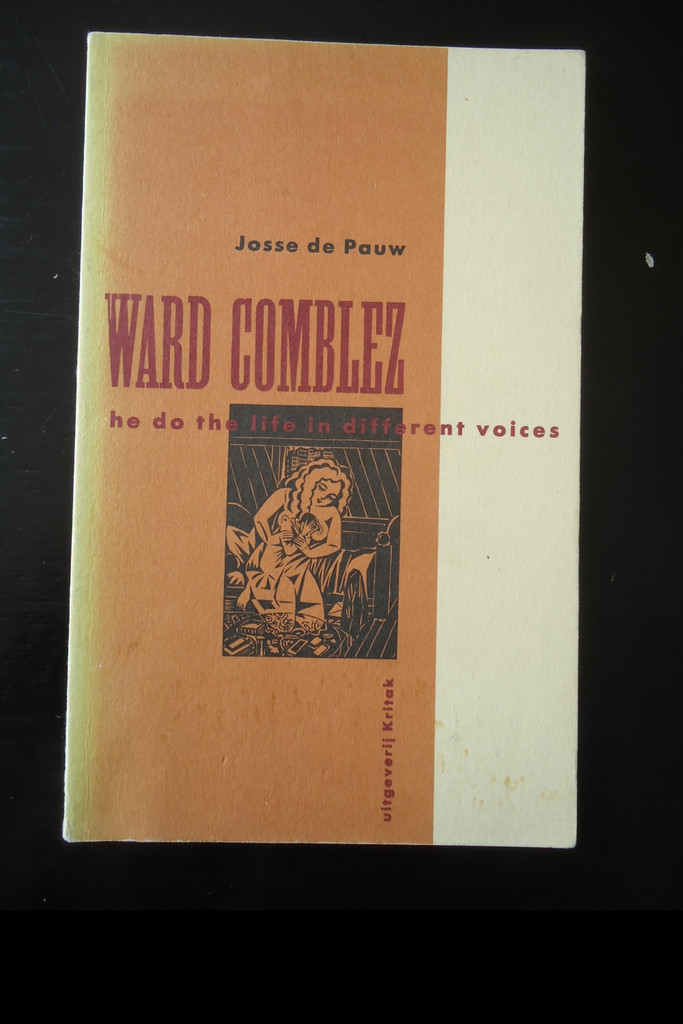 Josse de Pauw
WARD COMBLEZ
he do the life in different voices
uitgeverij Kritak